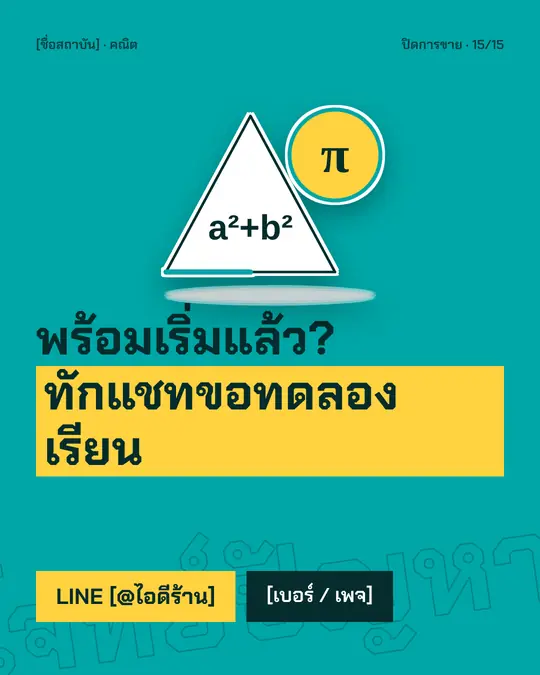 [ชื่อสถาบัน] · คณิต
ปิดการขาย · 15/15
π
a²+b²
พร้อมเริ่มแล้ว?
ทักแชทขอทดลอง
เรียน
LINE [@ไอดีร้าน]
[เบอร์ / เพจ]